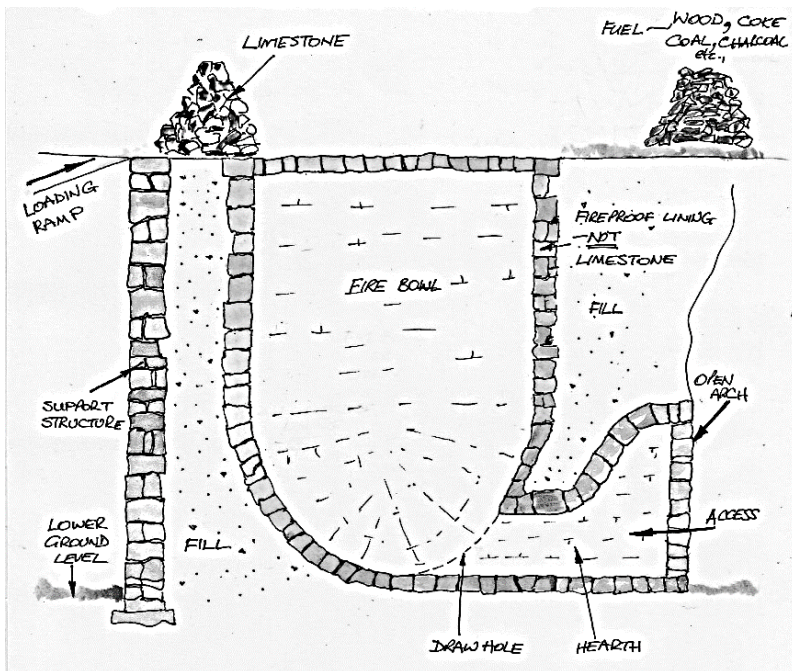 LIMESTONE
FUEL — WOOD, COKE
COAL, CHARCOAL
etc.,
LOADING
RAMP
FIREPROOF LINING
— NOT
LIMESTONE
FIRE BOWL
FILL
SUPPORT
STRUCTURE
OPEN
ARCH
LOWER
GROUND
LEVEL
FILL
ACCESS
DRAW HOLE
HEARTH